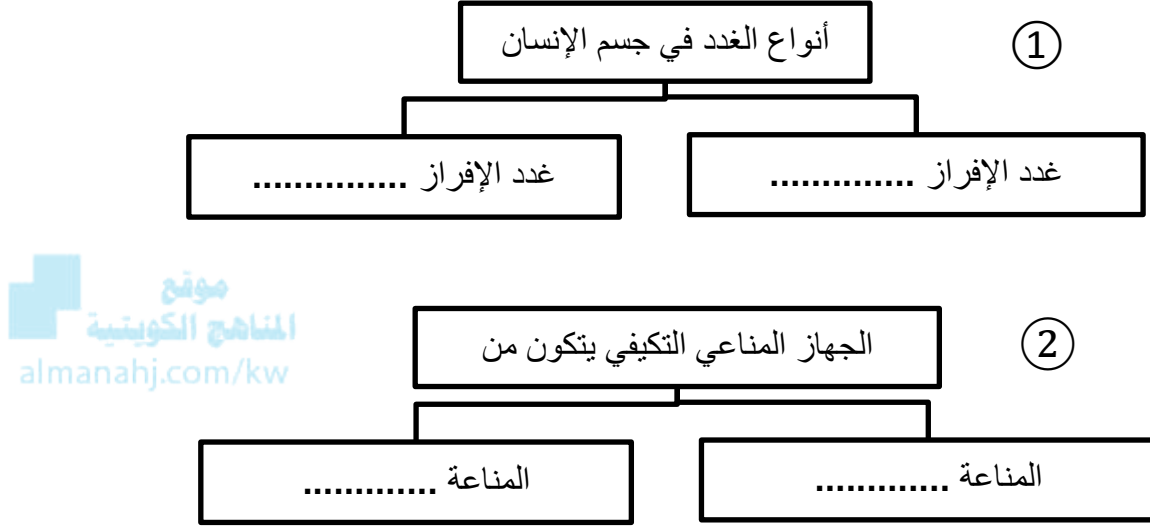 ① أنواع الغدد في جسم الإنسان
غدد الإفراز ..............
غدد الإفراز ...............
موقع
المناهج الكويتية
almanahj.com/kw
② الجهاز المناعي التكيفي يتكون من
المناعة .............
المناعة .............